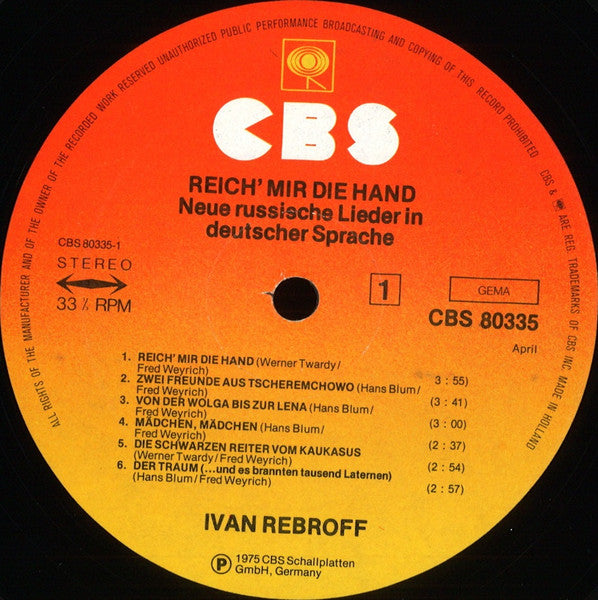 ALL RIGHTS OF THE MANUFACTURER AND OF THE OWNER OF THE RECORDED WORK RESERVED UNAUTHORIZED PUBLIC PERFORMANCE BROADCASTING AND COPYING OF THIS RECORD PROHIBITED
CBS & ARE REG. TRADEMARKS OF CBS INC. MADE IN HOLLAND
CBS
REICH' MIR DIE HAND
Neue russische Lieder in
deutscher Sprache
CBS 80335-1
STEREO
33 ⅓ RPM
1
GEMA
CBS 80335
April
1. REICH' MIR DIE HAND (Werner Twardy/
Fred Weyrich) 3 : 55)
2. ZWEI FREUNDE AUS TSCHEREMCHOWO (Hans Blum/
Fred Weyrich) (3 : 41)
3. VON DER WOLGA BIS ZUR LENA (Hans Blum/
Fred Weyrich) (3 : 00)
4. MÄDCHEN, MÄDCHEN (Hans Blum/
Fred Weyrich) (2 : 37)
5. DIE SCHWARZEN REITER VOM KAUKASUS
(Werner Twardy/Fred Weyrich) (2 : 54)
6. DER TRAUM (...und es brannten tausend Laternen)
(Hans Blum/Fred Weyrich) (2 : 57)
IVAN REBROFF
P 1975 CBS Schallplatten
GmbH, Germany